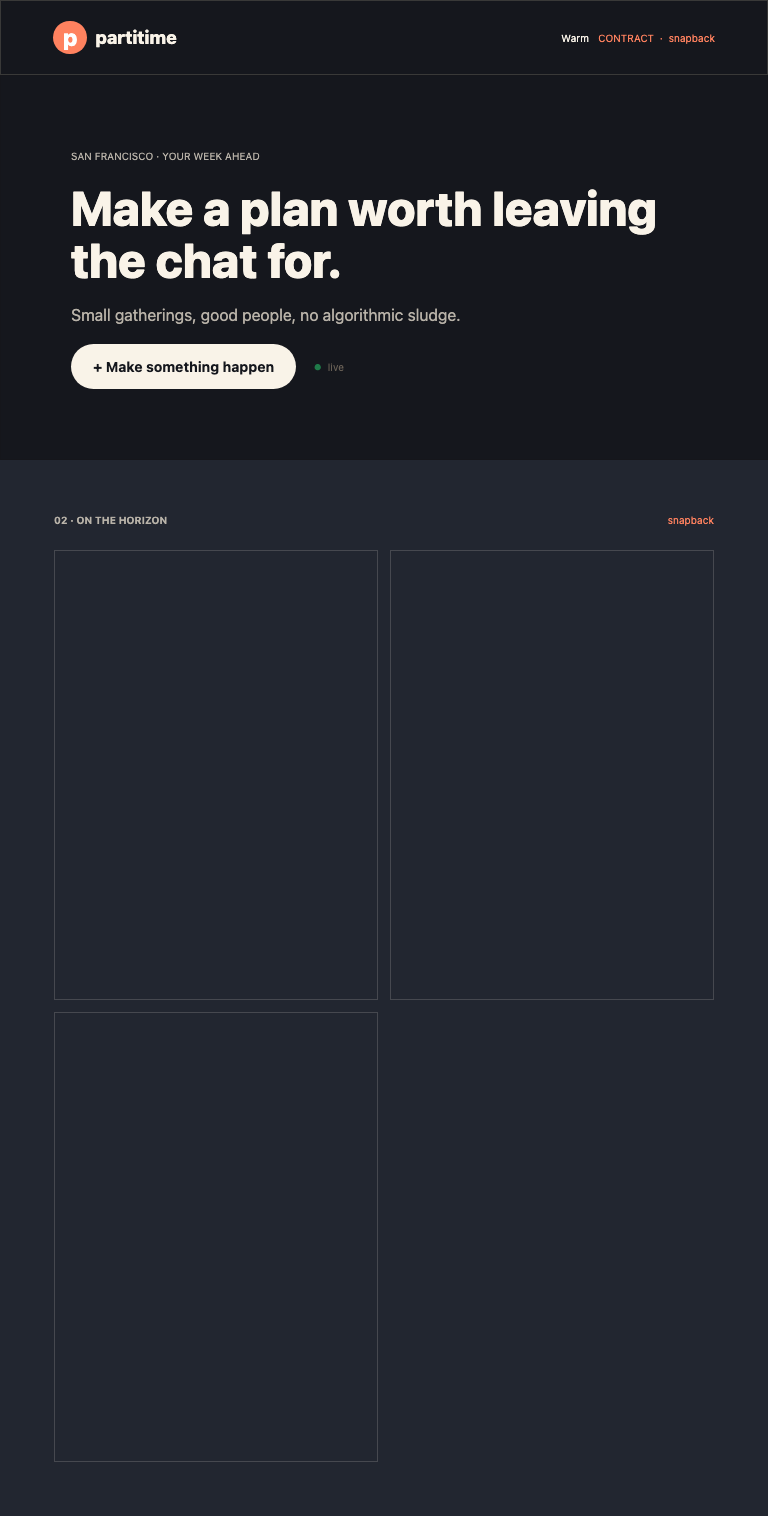 p partitime
Warm CONTRACT · snapback
SAN FRANCISCO · YOUR WEEK AHEAD
Make a plan worth leaving
the chat for.
Small gatherings, good people, no algorithmic sludge.
+ Make something happen
live
02 · ON THE HORIZON
snapback